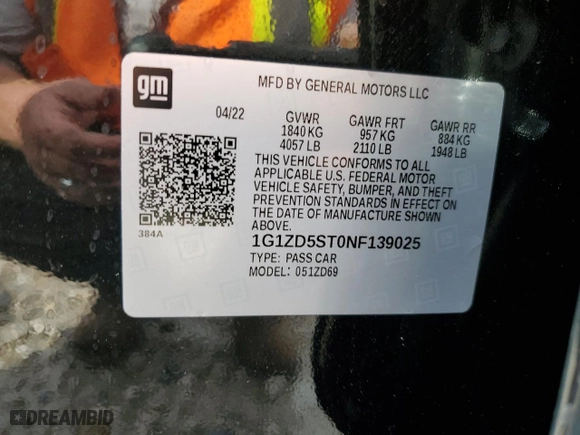 gm
MFD BY GENERAL MOTORS LLC
04/22 GVWR GAWR FRT GAWR RR
1840 KG 957 KG 884 KG
4057 LB 2110 LB 1948 LB
THIS VEHICLE CONFORMS TO ALL
APPLICABLE U.S. FEDERAL MOTOR
VEHICLE SAFETY, BUMPER, AND THEFT
PREVENTION STANDARDS IN EFFECT ON
THE DATE OF MANUFACTURE SHOWN
ABOVE.
384A
1G1ZD5ST0NF139025
TYPE: PASS CAR
MODEL: 051ZD69
DREAMBID